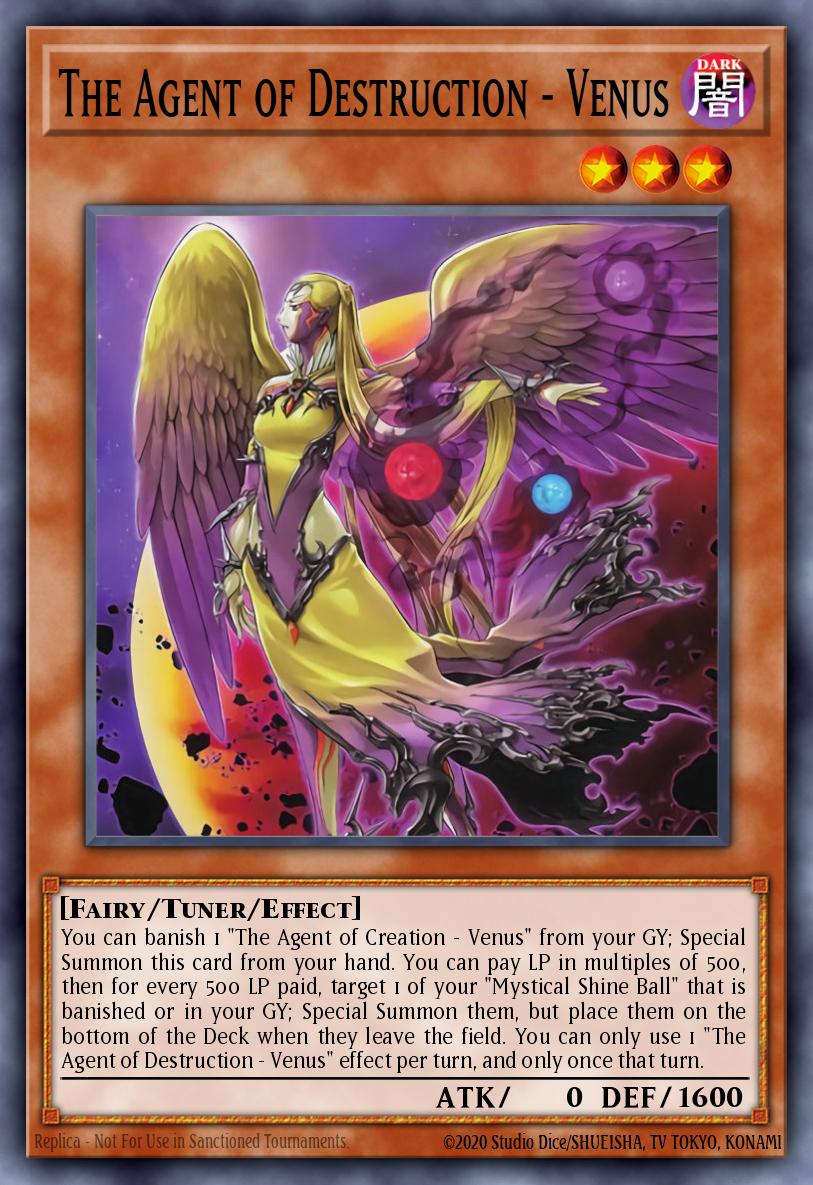 The Agent of Destruction - Venus
DARK
闇
[Fairy/Tuner/Effect]
You can banish 1 "The Agent of Creation - Venus" from your GY; Special
Summon this card from your hand. You can pay LP in multiples of 500,
then for every 500 LP paid, target 1 of your "Mystical Shine Ball" that is
banished or in your GY; Special Summon them, but place them on the
bottom of the Deck when they leave the field. You can only use 1 "The
Agent of Destruction - Venus" effect per turn, and only once that turn.
ATK/ 0 DEF/1600
Replica - Not For Use in Sanctioned Tournaments.
©2020 Studio Dice/SHUEISHA, TV TOKYO, KONAMI